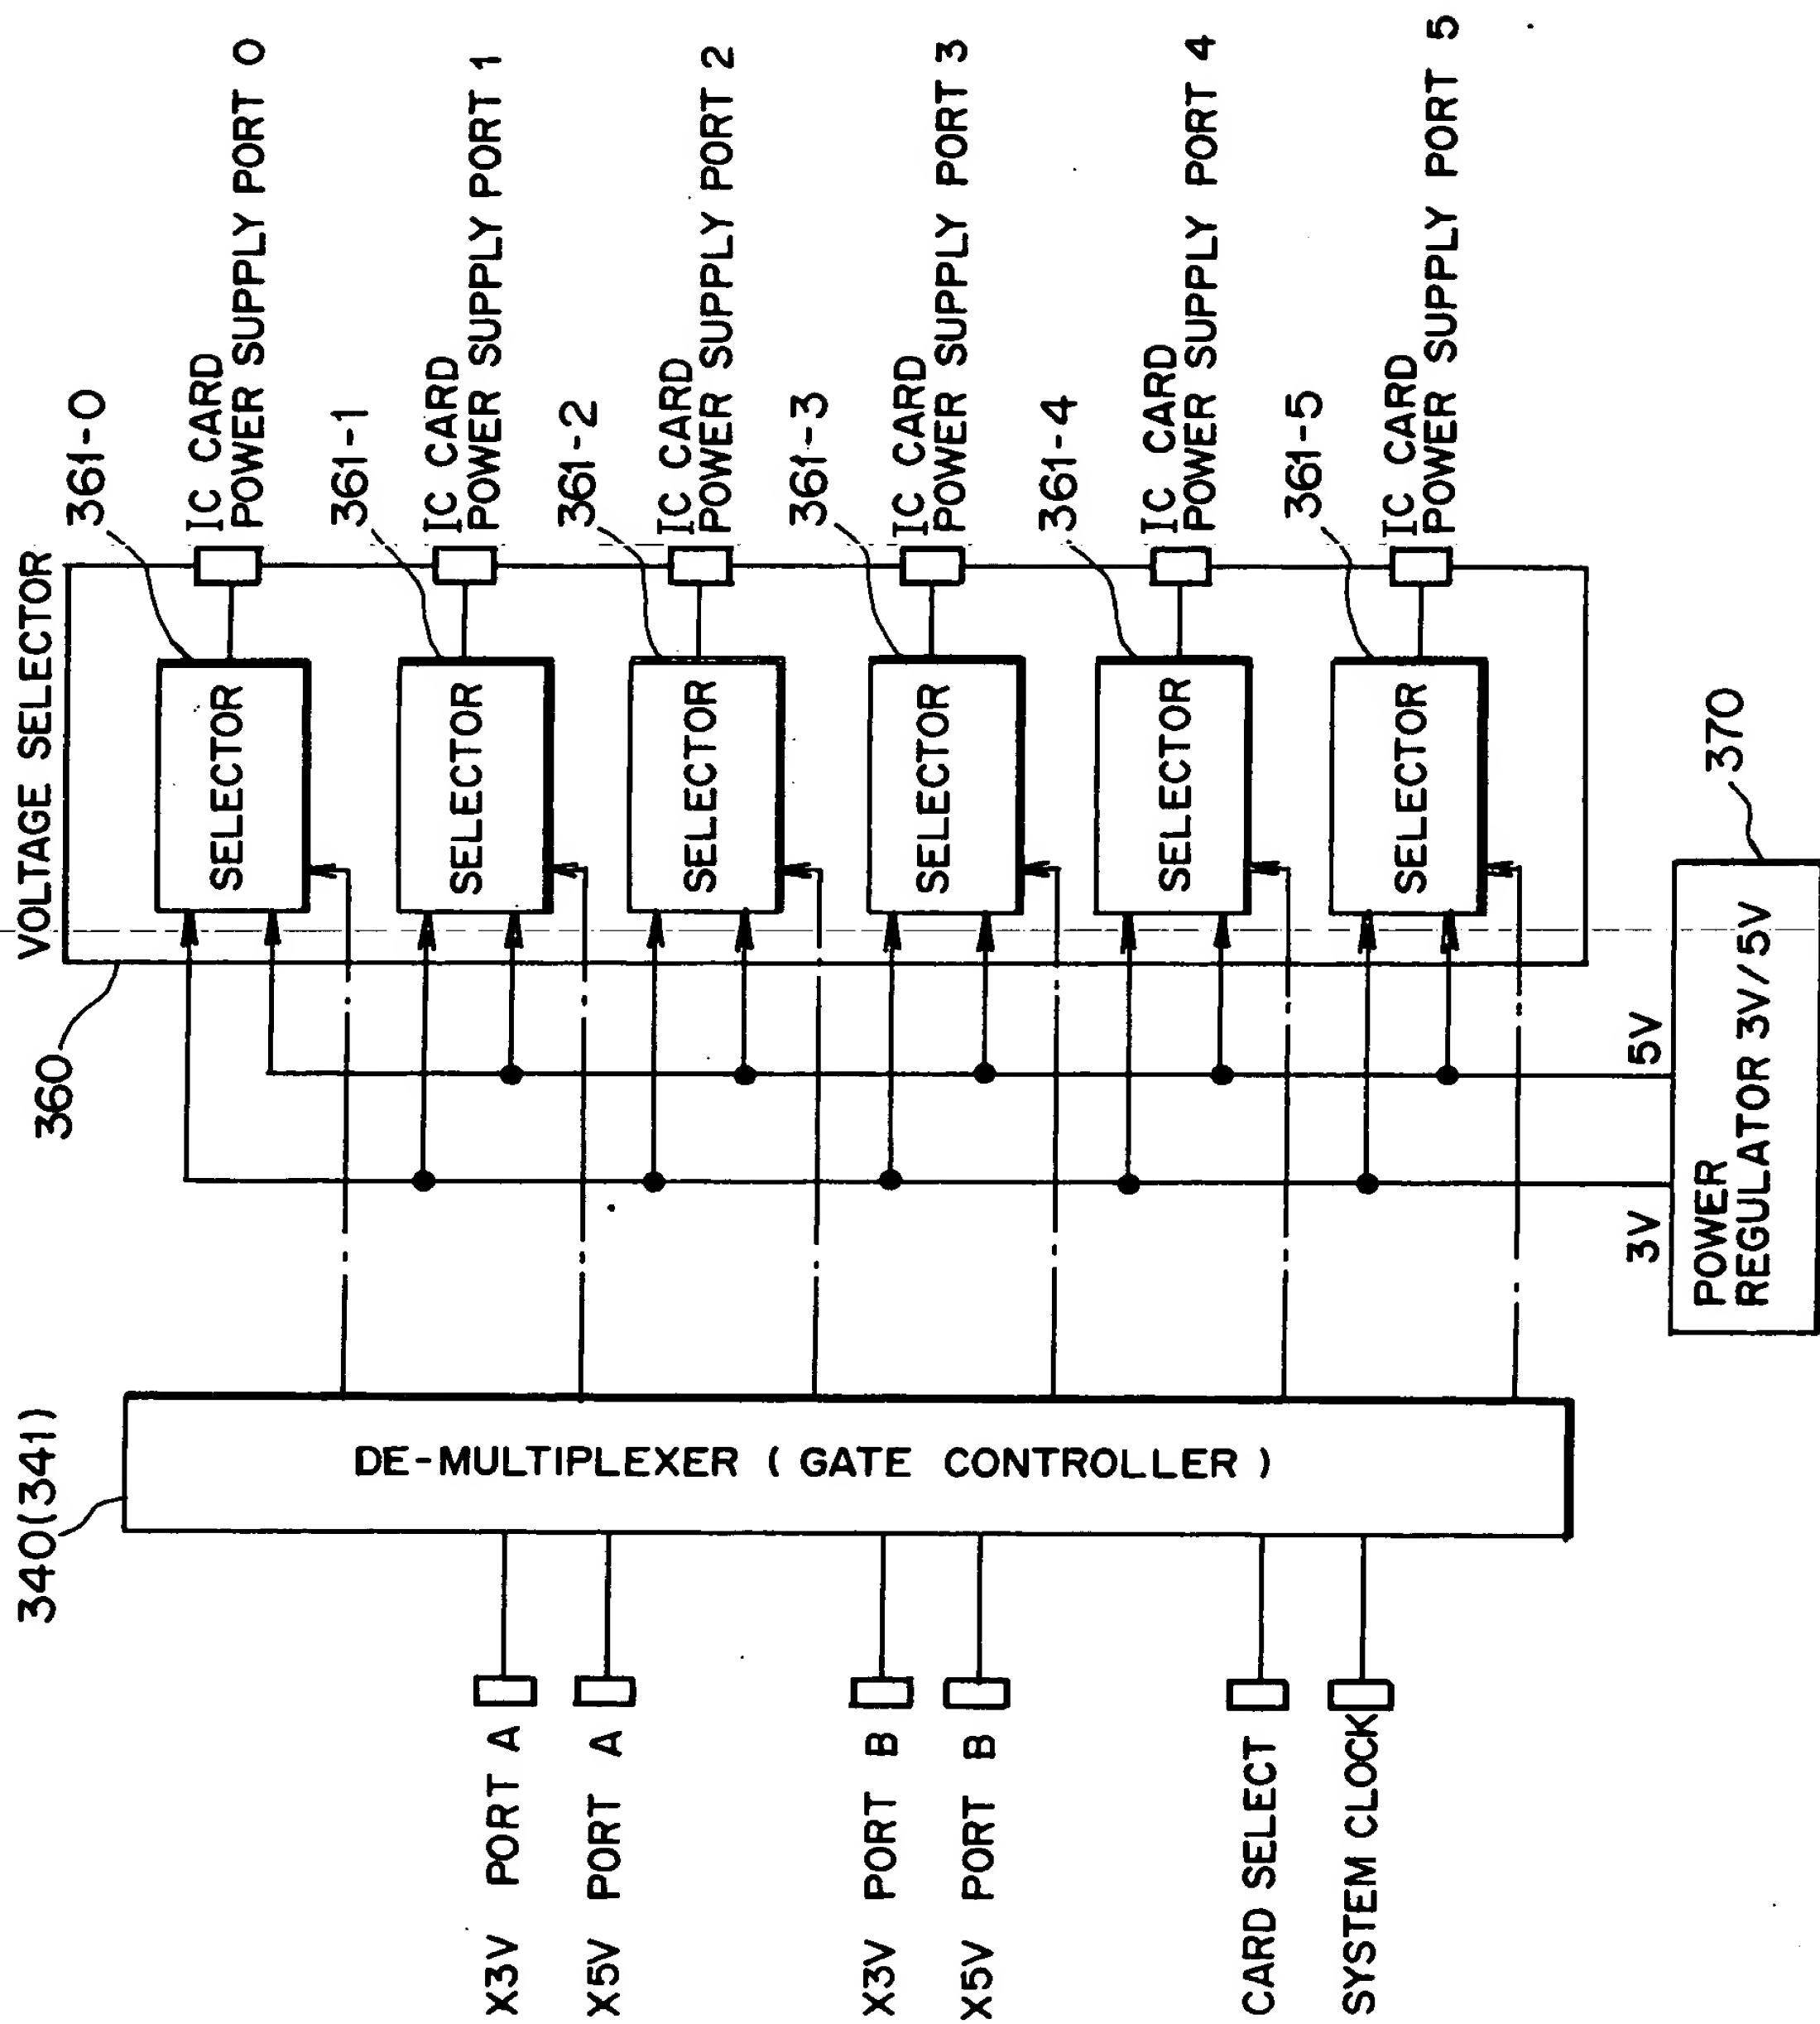 340(341)
X3V PORT A
X5V PORT A
X3V PORT B
X5V PORT B
CARD SELECT
SYSTEM CLOCK
DE-MULTIPLEXER (GATE CONTROLLER)
360
VOLTAGE SELECTOR
SELECTOR
361-0
IC CARD
POWER SUPPLY PORT 0
SELECTOR
361-1
IC CARD
POWER SUPPLY PORT 1
SELECTOR
361-2
IC CARD
POWER SUPPLY PORT 2
SELECTOR
361-3
IC CARD
POWER SUPPLY PORT 3
SELECTOR
361-4
IC CARD
POWER SUPPLY PORT 4
SELECTOR
361-5
IC CARD
POWER SUPPLY PORT 5
3V
5V
POWER
REGULATOR 3V/5V
370